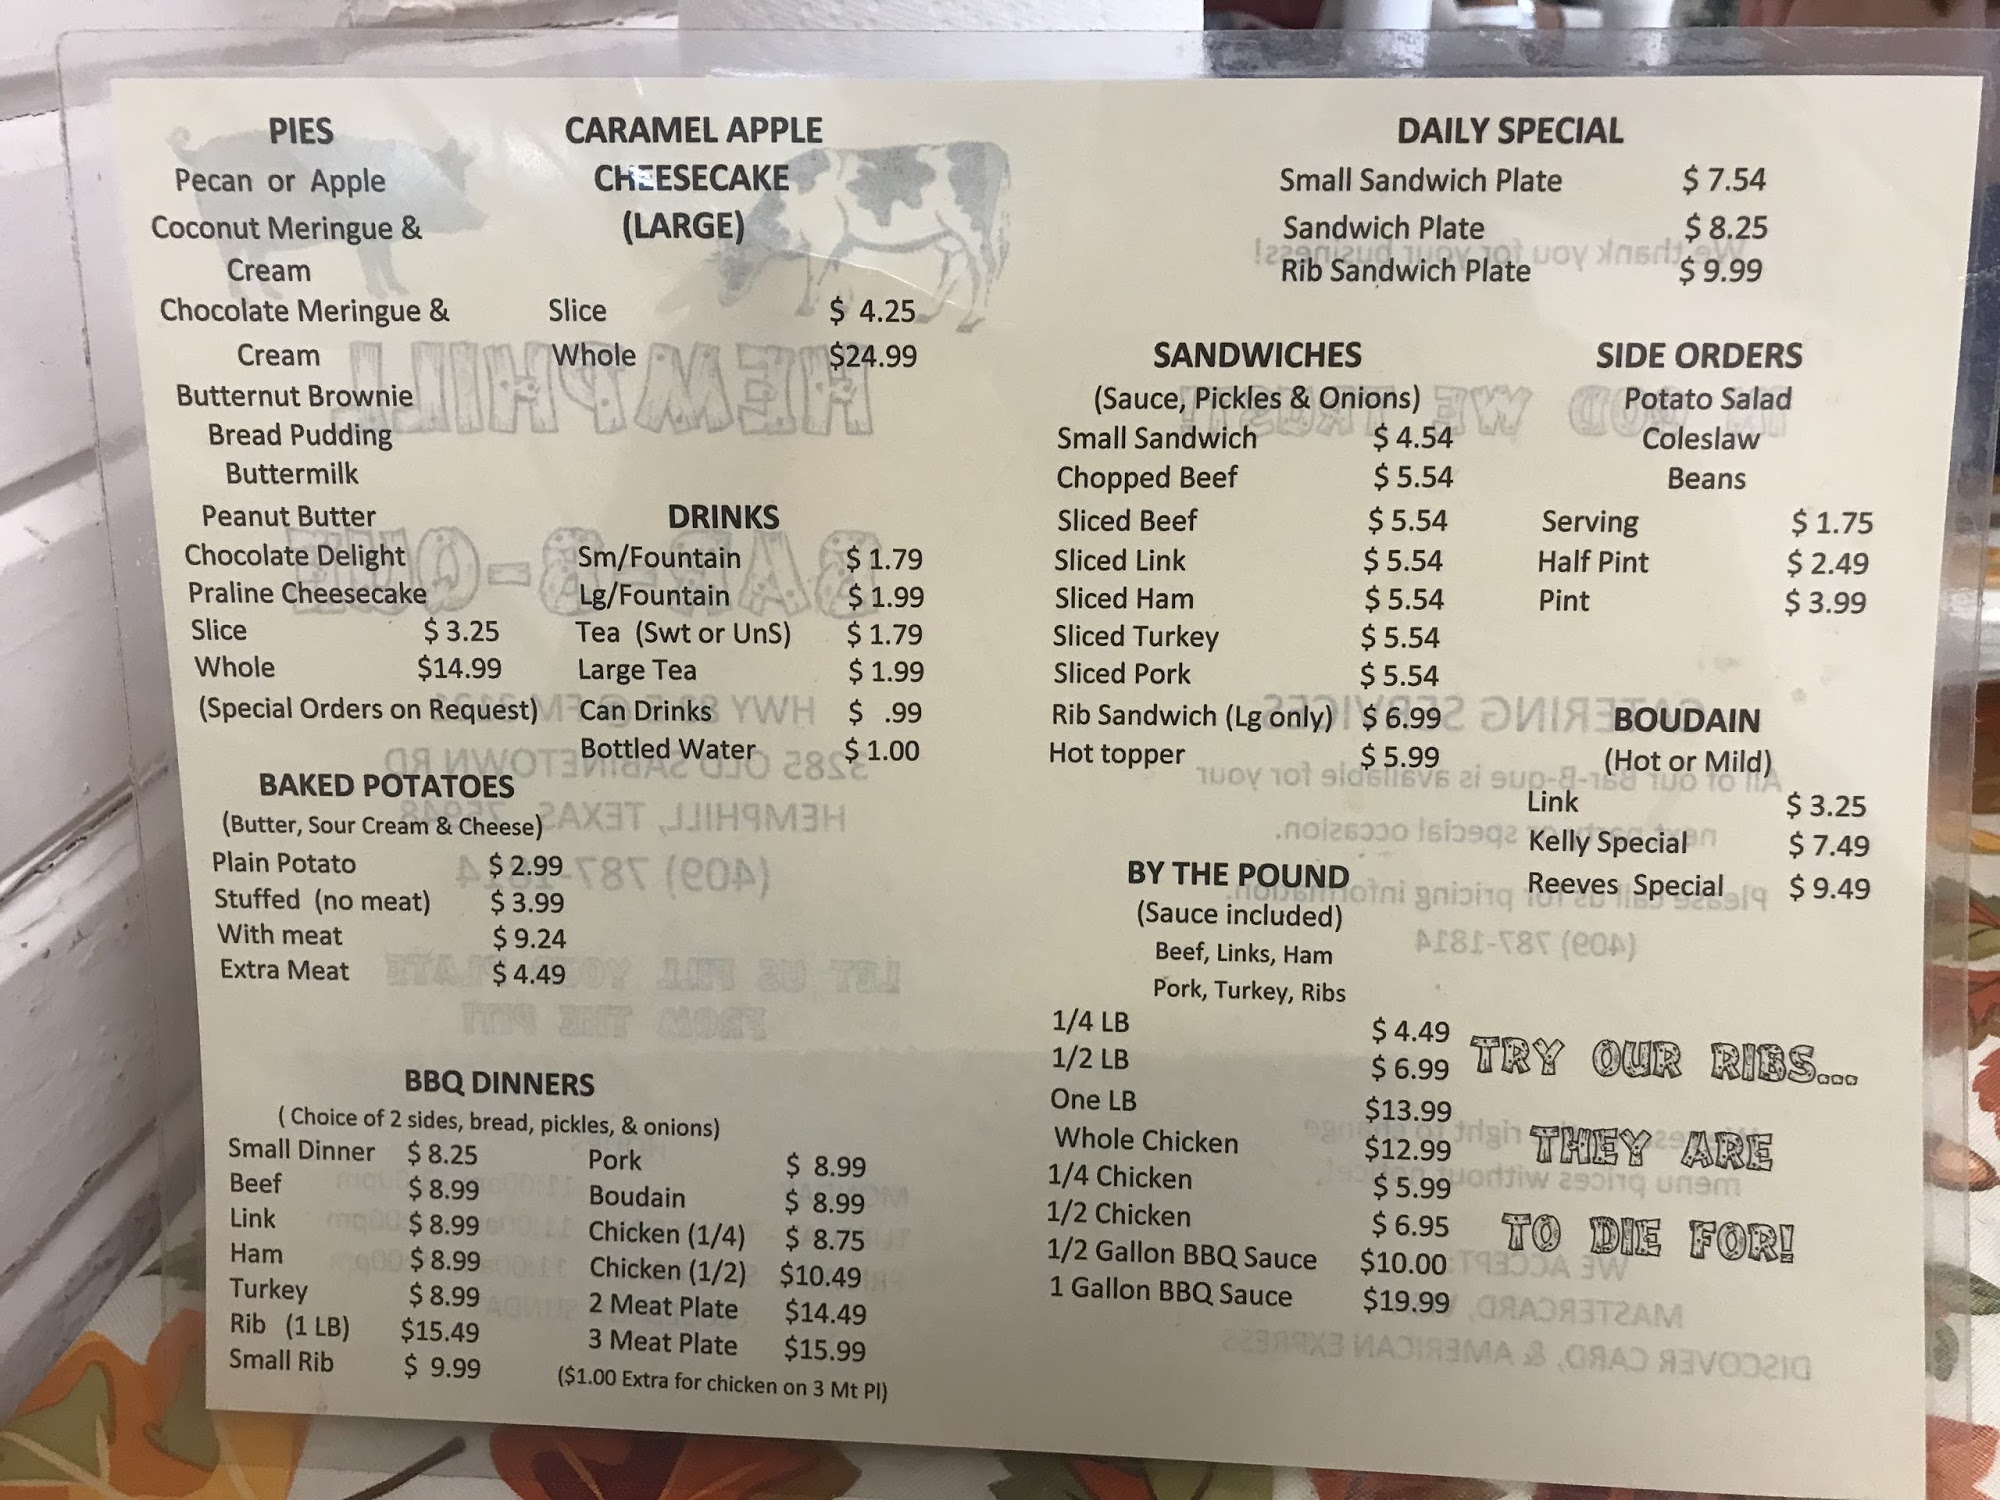 PIES
Pecan or Apple
Coconut Meringue &
Cream
Chocolate Meringue &
Cream
Butternut Brownie
Bread Pudding
Buttermilk
Peanut Butter
Chocolate Delight
Praline Cheesecake
Slice $ 3.25
Whole $14.99
(Special Orders on Request)
CARAMEL APPLE
CHEESECAKE
(LARGE)
Slice $ 4.25
Whole $24.99
DRINKS
Sm/Fountain $ 1.79
Lg/Fountain $ 1.99
Tea (Swt or UnS) $ 1.79
Large Tea $ 1.99
Can Drinks $ .99
Bottled Water $ 1.00
BAKED POTATOES
(Butter, Sour Cream & Cheese)
Plain Potato $ 2.99
Stuffed (no meat) $ 3.99
With meat $ 9.24
Extra Meat $ 4.49
BBQ DINNERS
( Choice of 2 sides, bread, pickles, & onions)
Small Dinner $ 8.25
Beef $ 8.99
Link $ 8.99
Ham $ 8.99
Turkey $ 8.99
Rib (1 LB) $15.49
Small Rib $ 9.99
Pork $ 8.99
Boudain $ 8.99
Chicken (1/4) $ 8.75
Chicken (1/2) $10.49
2 Meat Plate $14.49
3 Meat Plate $15.99
($1.00 Extra for chicken on 3 Mt Pl)
DAILY SPECIAL
Small Sandwich Plate $ 7.54
Sandwich Plate $ 8.25
Rib Sandwich Plate $ 9.99
SANDWICHES
(Sauce, Pickles & Onions)
Small Sandwich $ 4.54
Chopped Beef $ 5.54
Sliced Beef $ 5.54
Sliced Link $ 5.54
Sliced Ham $ 5.54
Sliced Turkey $ 5.54
Sliced Pork $ 5.54
Rib Sandwich (Lg only) $ 6.99
Hot topper $ 5.99
SIDE ORDERS
Potato Salad
Coleslaw
Beans
Serving $ 1.75
Half Pint $ 2.49
Pint $ 3.99
BOUDAIN
(Hot or Mild)
Link $ 3.25
Kelly Special $ 7.49
Reeves Special $ 9.49
BY THE POUND
(Sauce included)
Beef, Links, Ham
Pork, Turkey, Ribs
1/4 LB $ 4.49
1/2 LB $ 6.99
One LB $13.99
Whole Chicken $12.99
1/4 Chicken $ 5.99
1/2 Chicken $ 6.95
1/2 Gallon BBQ Sauce $10.00
1 Gallon BBQ Sauce $19.99
TRY OUR RIBS...
THEY ARE
TO DIE FOR!